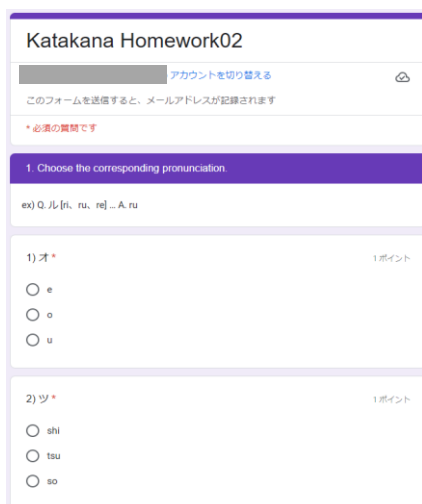 Katakana Homework02
アカウントを切り替える
このフォームを送信すると、メールアドレスが記録されます
* 必須の質問です
1. Choose the corresponding pronunciation.
ex) Q. ル [ri、ru、re] ... A. ru
1) オ * 1 ポイント
e
o
u
2) ツ * 1 ポイント
shi
tsu
so